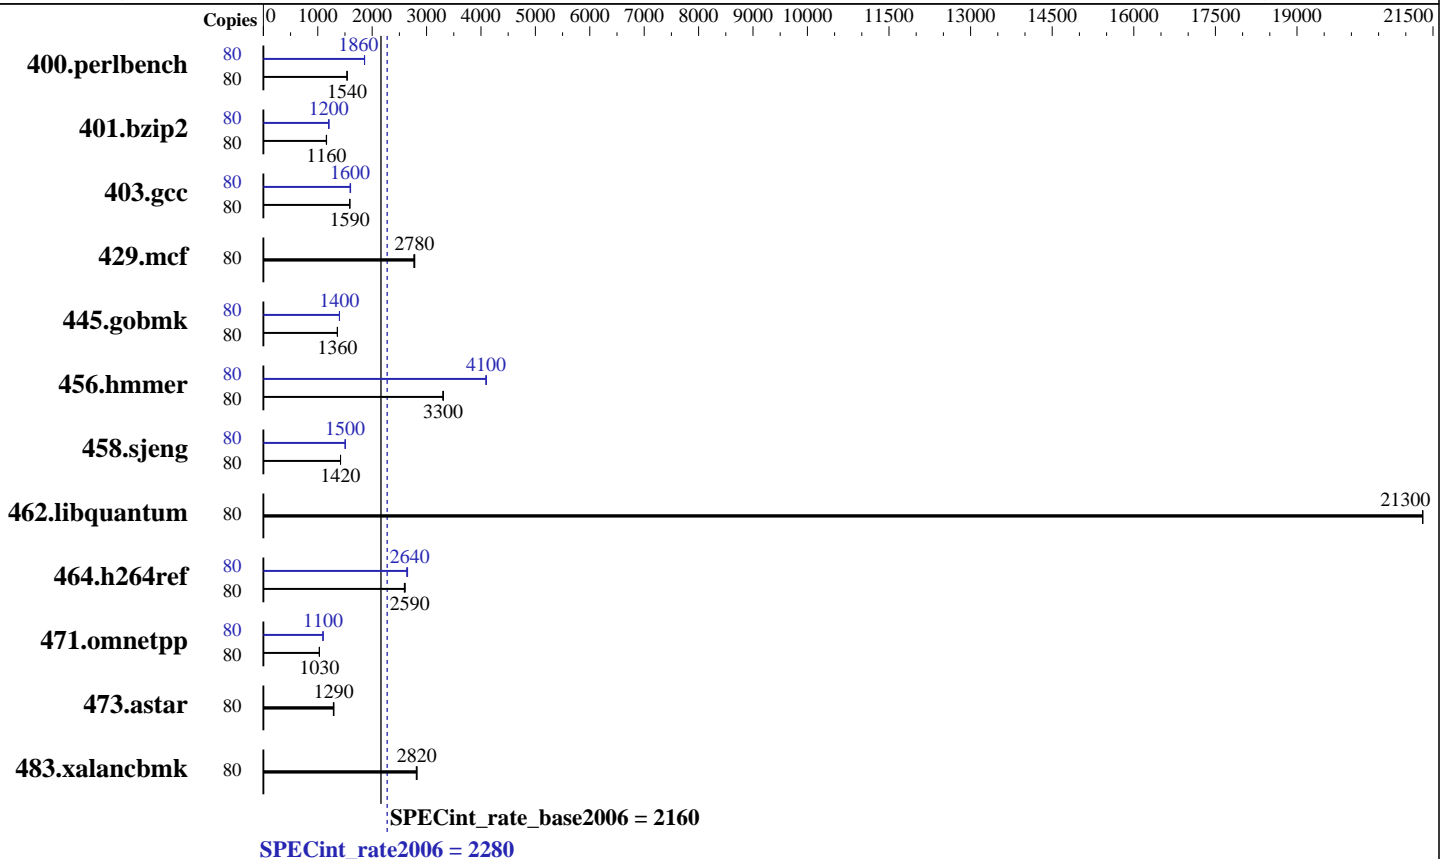 Copies 0 1000 2000 3000 4000 5000 6000 7000 8000 9000 10000 11500 13000 14500 16000 17500 19000 21500
400.perlbench 80 1860
80 1540
401.bzip2 80 1200
80 1160
403.gcc 80 1600
80 1590
429.mcf 80 2780
445.gobmk 80 1400
80 1360
456.hmmer 80 4100
80 3300
458.sjeng 80 1500
80 1420
462.libquantum 80 21300
464.h264ref 80 2640
80 2590
471.omnetpp 80 1100
80 1030
473.astar 80 1290
483.xalancbmk 80 2820
SPECint_rate_base2006 = 2160
SPECint_rate2006 = 2280